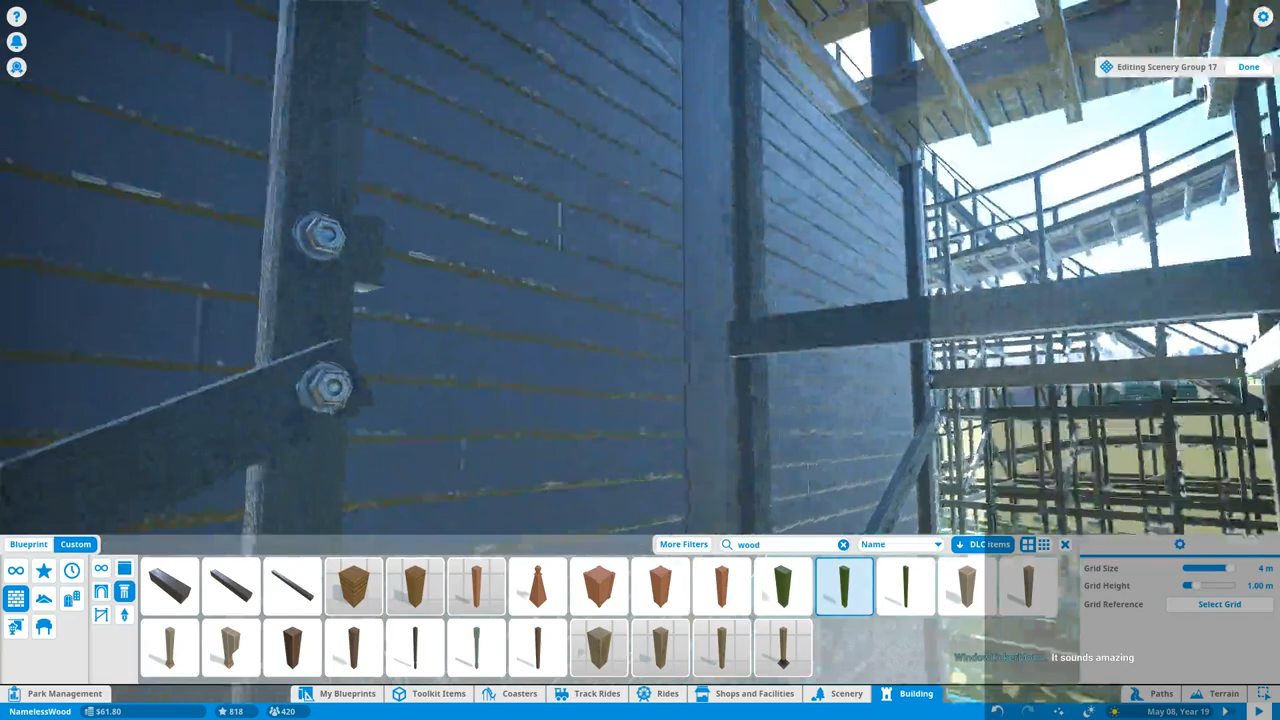 ?
Editing Scenery Group 17 Done
Blueprint Custom More Filters wood Name DLC items
Grid Size 4 m
Grid Height 1.00 m
Grid Reference Select Grid
It sounds amazing
Park Management My Blueprints Toolkit Items Coasters Track Rides Rides Shops and Facilities Scenery Building Paths Terrain
NamelessWood $61.80 818 420 May 08, Year 19